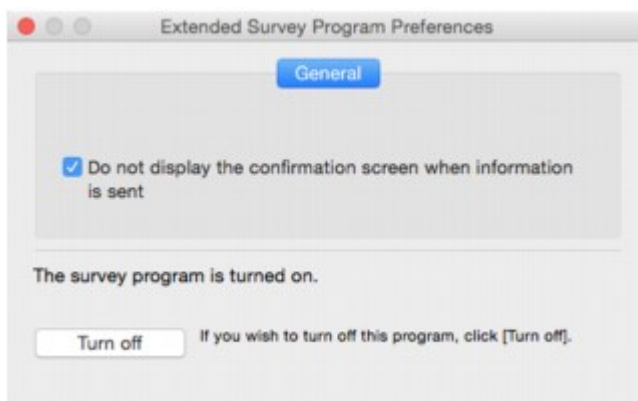 Extended Survey Program Preferences
General
Do not display the confirmation screen when information
is sent
The survey program is turned on.
Turn off
If you wish to turn off this program, click [Turn off].